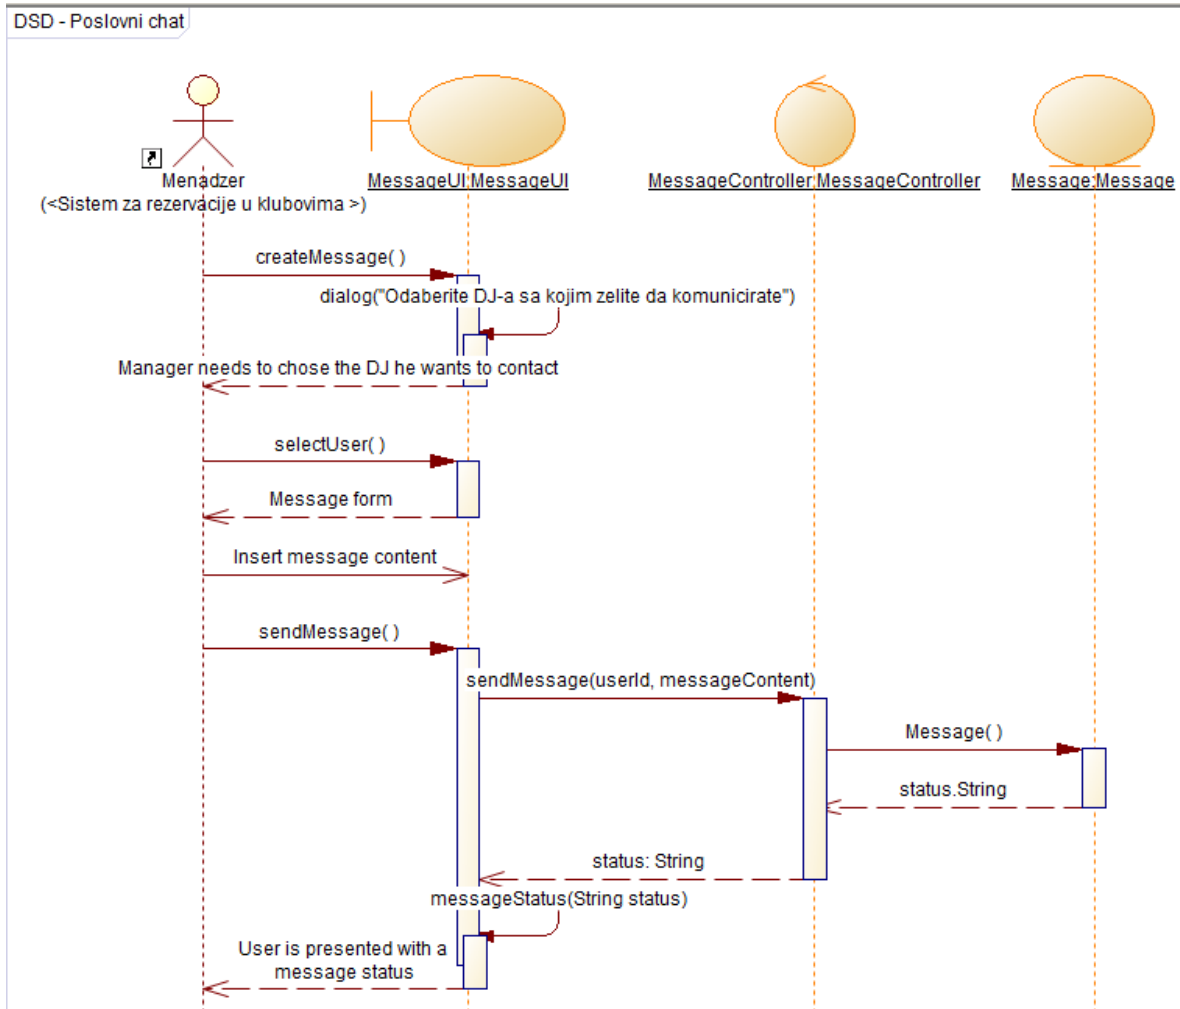 DSD - Poslovni chat
Menadzer
(<Sistem za rezervacije u klubovima >)
MessageUI:MessageUI
MessageController:MessageController
Message:Message
createMessage( )
dialog("Odaberite DJ-a sa kojim zelite da komunicirate")
Manager needs to chose the DJ he wants to contact
selectUser( )
Message form
Insert message content
sendMessage( )
sendMessage(userId, messageContent)
Message( )
status.String
status: String
messageStatus(String status)
User is presented with a
message status